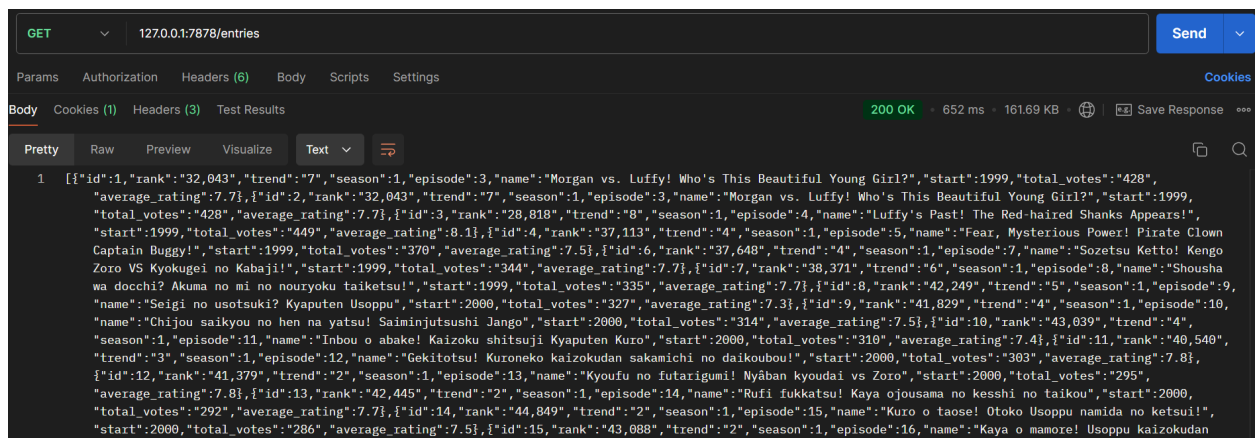 GET 127.0.0.1:7878/entries Send
Params Authorization Headers (6) Body Scripts Settings Cookies
Body Cookies (1) Headers (3) Test Results 200 OK • 652 ms • 161.69 KB • e.g. Save Response
Pretty Raw Preview Visualize Text
1 [{"id":1,"rank":"32,043","trend":"7","season":1,"episode":3,"name":"Morgan vs. Luffy! Who's This Beautiful Young Girl?","start":1999,"total_votes":"428",
"average_rating":7.7},{"id":2,"rank":"32,043","trend":"7","season":1,"episode":3,"name":"Morgan vs. Luffy! Who's This Beautiful Young Girl?","start":1999,
"total_votes":"428","average_rating":7.7},{"id":3,"rank":"28,818","trend":"8","season":1,"episode":4,"name":"Luffy's Past! The Red-haired Shanks Appears!",
"start":1999,"total_votes":"449","average_rating":8.1},{"id":4,"rank":"37,113","trend":"4","season":1,"episode":5,"name":"Fear, Mysterious Power! Pirate Clown
Captain Buggy!","start":1999,"total_votes":"370","average_rating":7.5},{"id":6,"rank":"37,648","trend":"4","season":1,"episode":7,"name":"Sozetsu Ketto! Kengo
Zoro VS Kyokugei no Kabaji!","start":1999,"total_votes":"344","average_rating":7.7},{"id":7,"rank":"38,371","trend":"6","season":1,"episode":8,"name":"Shousha
wa docchi? Akuma no mi no nouryoku taiketsu!","start":1999,"total_votes":"335","average_rating":7.7},{"id":8,"rank":"42,249","trend":"5","season":1,"episode":9,
"name":"Seigi no usotsuki? Kyaputen Usoppu","start":2000,"total_votes":"327","average_rating":7.3},{"id":9,"rank":"41,829","trend":"4","season":1,"episode":10,
"name":"Chijou saikyou no hen na yatsu! Saiminjutsushi Jango","start":2000,"total_votes":"314","average_rating":7.5},{"id":10,"rank":"43,039","trend":"4",
"season":1,"episode":11,"name":"Inbou o abake! Kaizoku shitsuji Kyaputen Kuro","start":2000,"total_votes":"310","average_rating":7.4},{"id":11,"rank":"40,540",
"trend":"3","season":1,"episode":12,"name":"Gekitotsu! Kuroneko kaizokudan sakamichi no daikoubou!","start":2000,"total_votes":"303","average_rating":7.8},
{"id":12,"rank":"41,379","trend":"2","season":1,"episode":13,"name":"Kyoufu no futarigumi! Nyâban kyoudai vs Zoro","start":2000,"total_votes":"295",
"average_rating":7.8},{"id":13,"rank":"42,445","trend":"2","season":1,"episode":14,"name":"Rufi fukkatsu! Kaya ojousama no kesshi no taikou","start":2000,
"total_votes":"292","average_rating":7.7},{"id":14,"rank":"44,849","trend":"2","season":1,"episode":15,"name":"Kuro o taose! Otoko Usoppu namida no ketsui!",
"start":2000,"total_votes":"286","average_rating":7.5},{"id":15,"rank":"43,088","trend":"2","season":1,"episode":16,"name":"Kaya o mamore! Usoppu kaizokudan